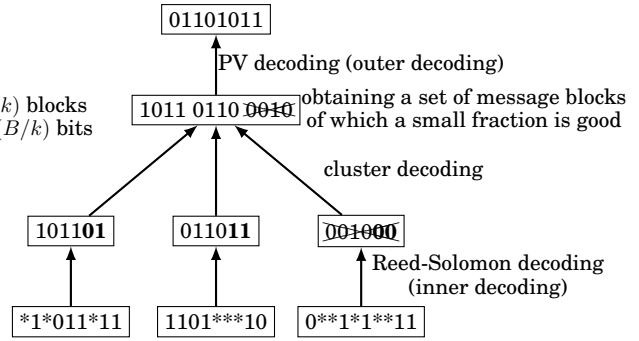 01101011
PV decoding (outer decoding)
k) blocks
(B/k) bits
1011 0110 0010
obtaining a set of message blocks
of which a small fraction is good
cluster decoding
101101
011011
001000
Reed-Solomon decoding
(inner decoding)
*1*011*11
1101***10
0**1*1**11